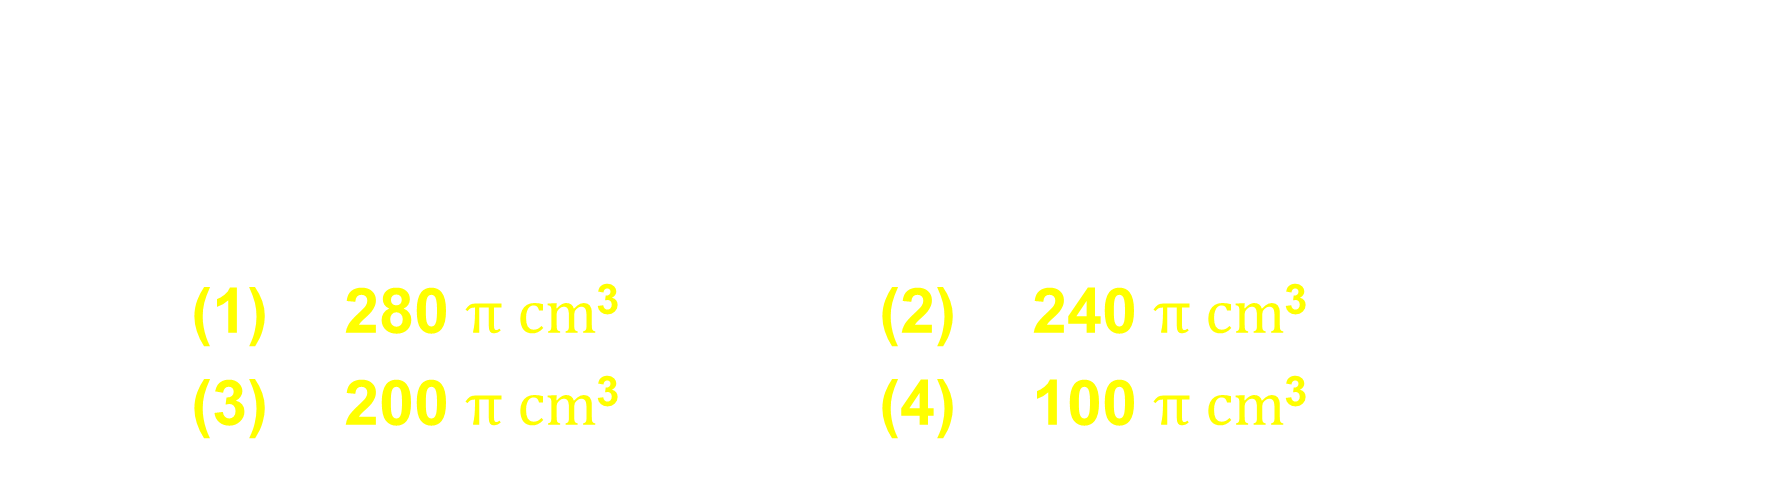 (1) 280 π cm³ (2) 240 π cm³
(3) 200 π cm³ (4) 100 π cm³